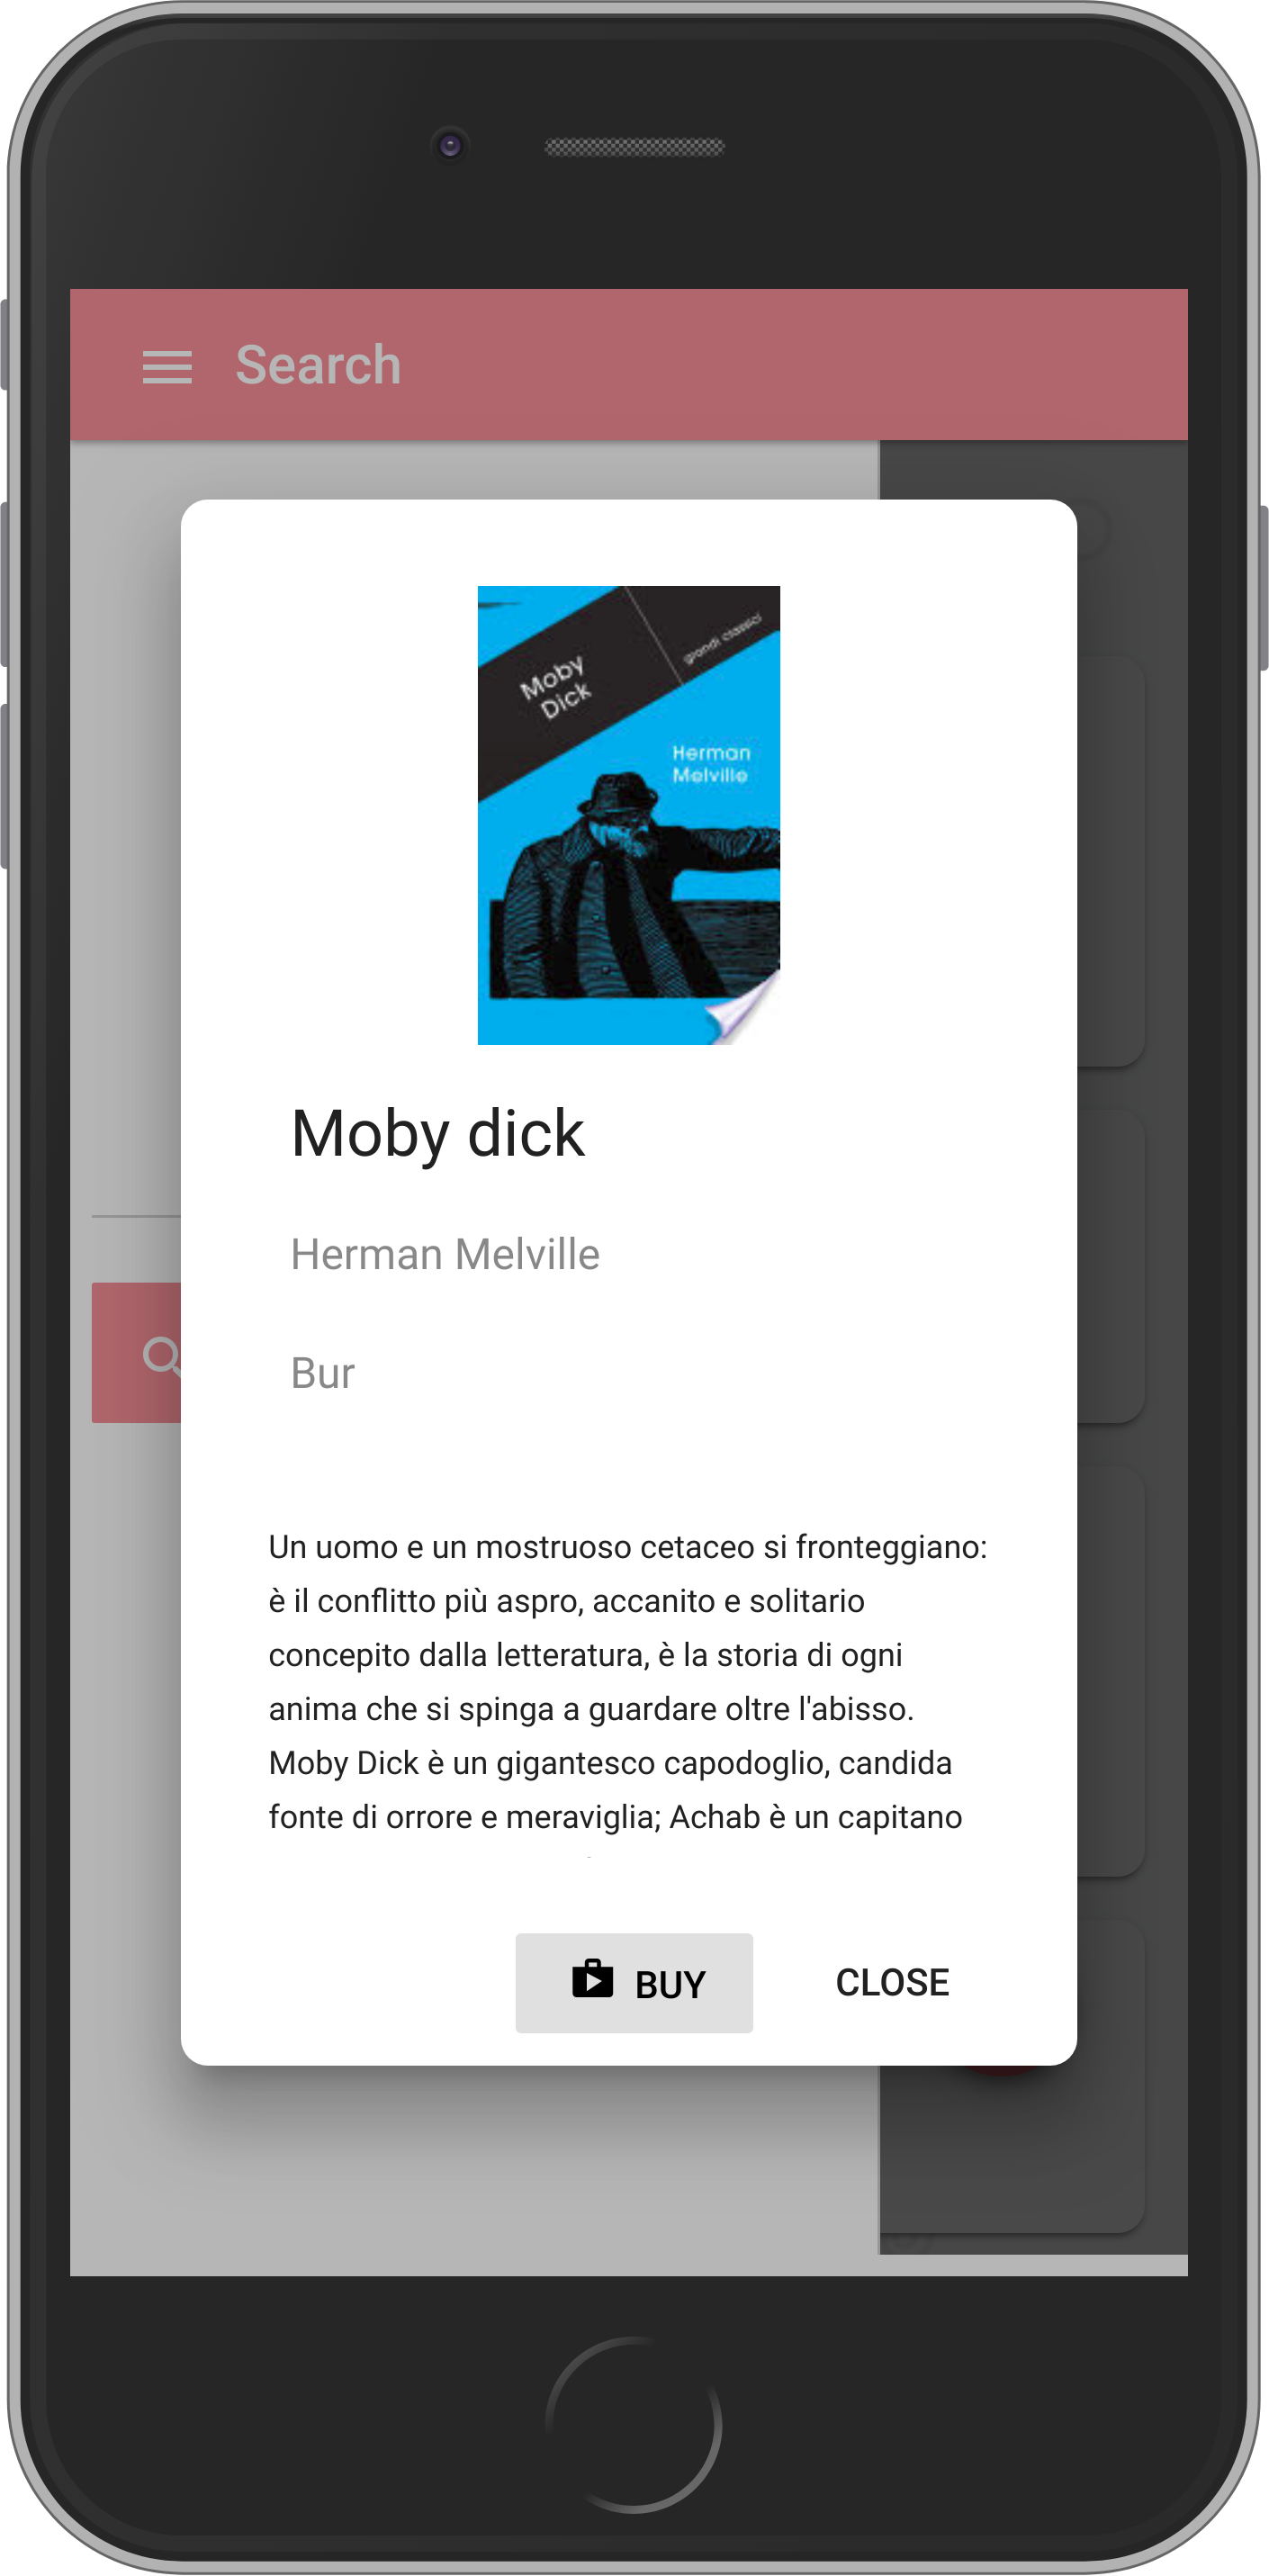 Search
Moby
Dick
grandi classici
Herman
Melville
Moby dick
Herman Melville
Bur
Un uomo e un mostruoso cetaceo si fronteggiano:
è il conflitto più aspro, accanito e solitario
concepito dalla letteratura, è la storia di ogni
anima che si spinga a guardare oltre l'abisso.
Moby Dick è un gigantesco capodoglio, candida
fonte di orrore e meraviglia; Achab è un capitano
BUY
CLOSE